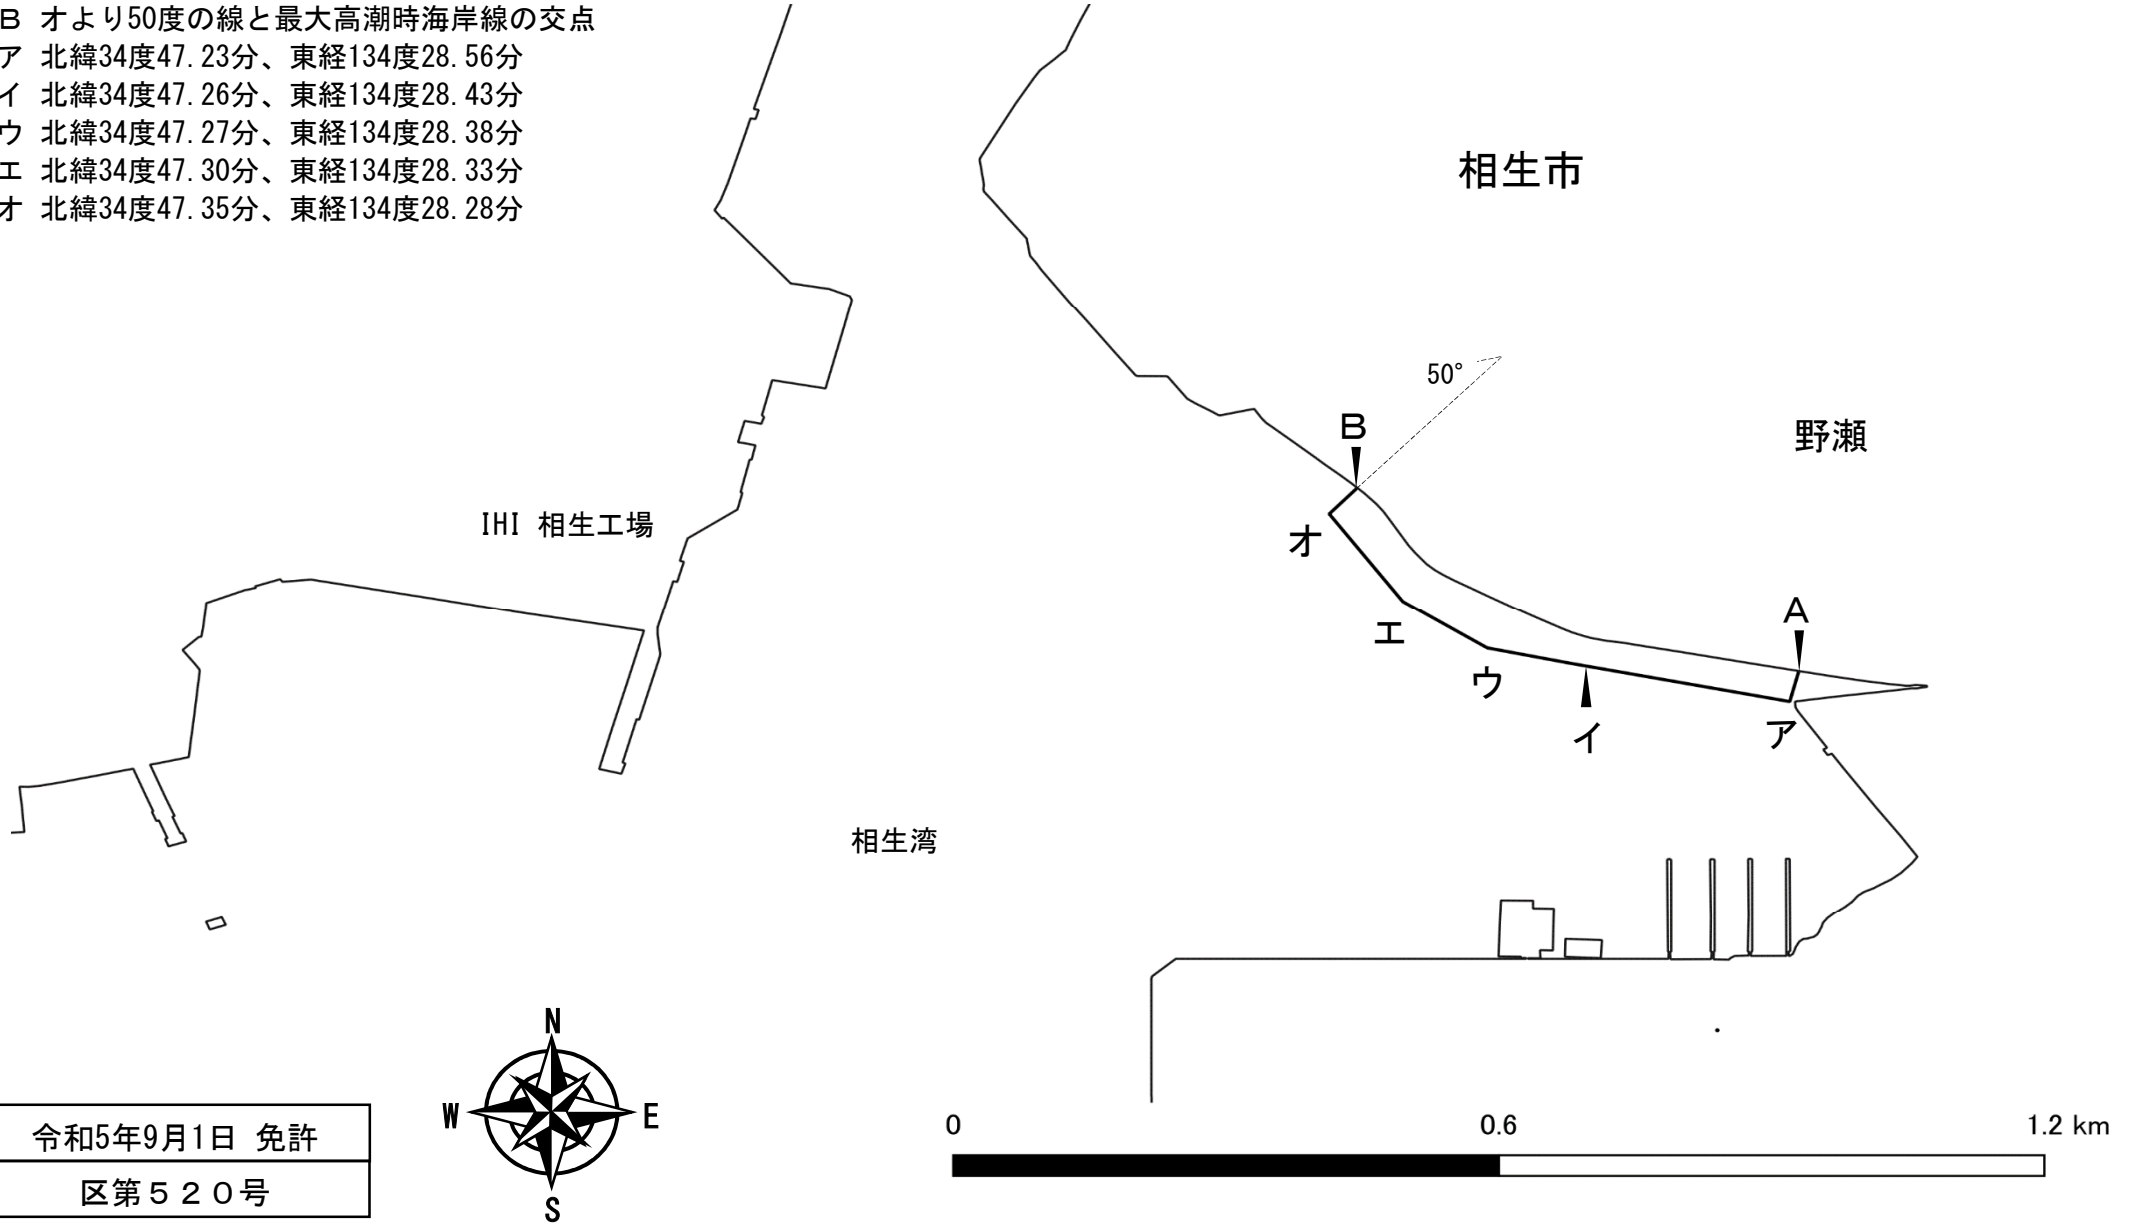 B オより50度の線と最大高潮時海岸線の交点
ア 北緯34度47.23分、東経134度28.56分
イ 北緯34度47.26分、東経134度28.43分
ウ 北緯34度47.27分、東経134度28.38分
エ 北緯34度47.30分、東経134度28.33分
オ 北緯34度47.35分、東経134度28.28分
相生市
50°
B
野瀬
IHI 相生工場
オ
A
エ
ウ
イ
ア
相生湾
N
W
E
S
0
0.6
1.2 km
令和5年9月1日 免許
区第520号